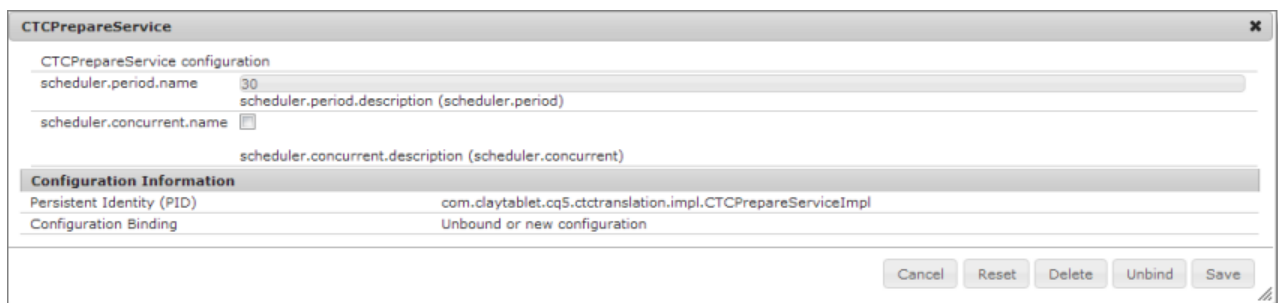 CTCPrepareService
CTCPrepareService configuration
scheduler.period.name 30
scheduler.period.description (scheduler.period)
scheduler.concurrent.name
scheduler.concurrent.description (scheduler.concurrent)
Configuration Information
Persistent Identity (PID) com.claytablet.cq5.ctctranslation.impl.CTCPrepareServiceImpl
Configuration Binding Unbound or new configuration
Cancel Reset Delete Unbind Save